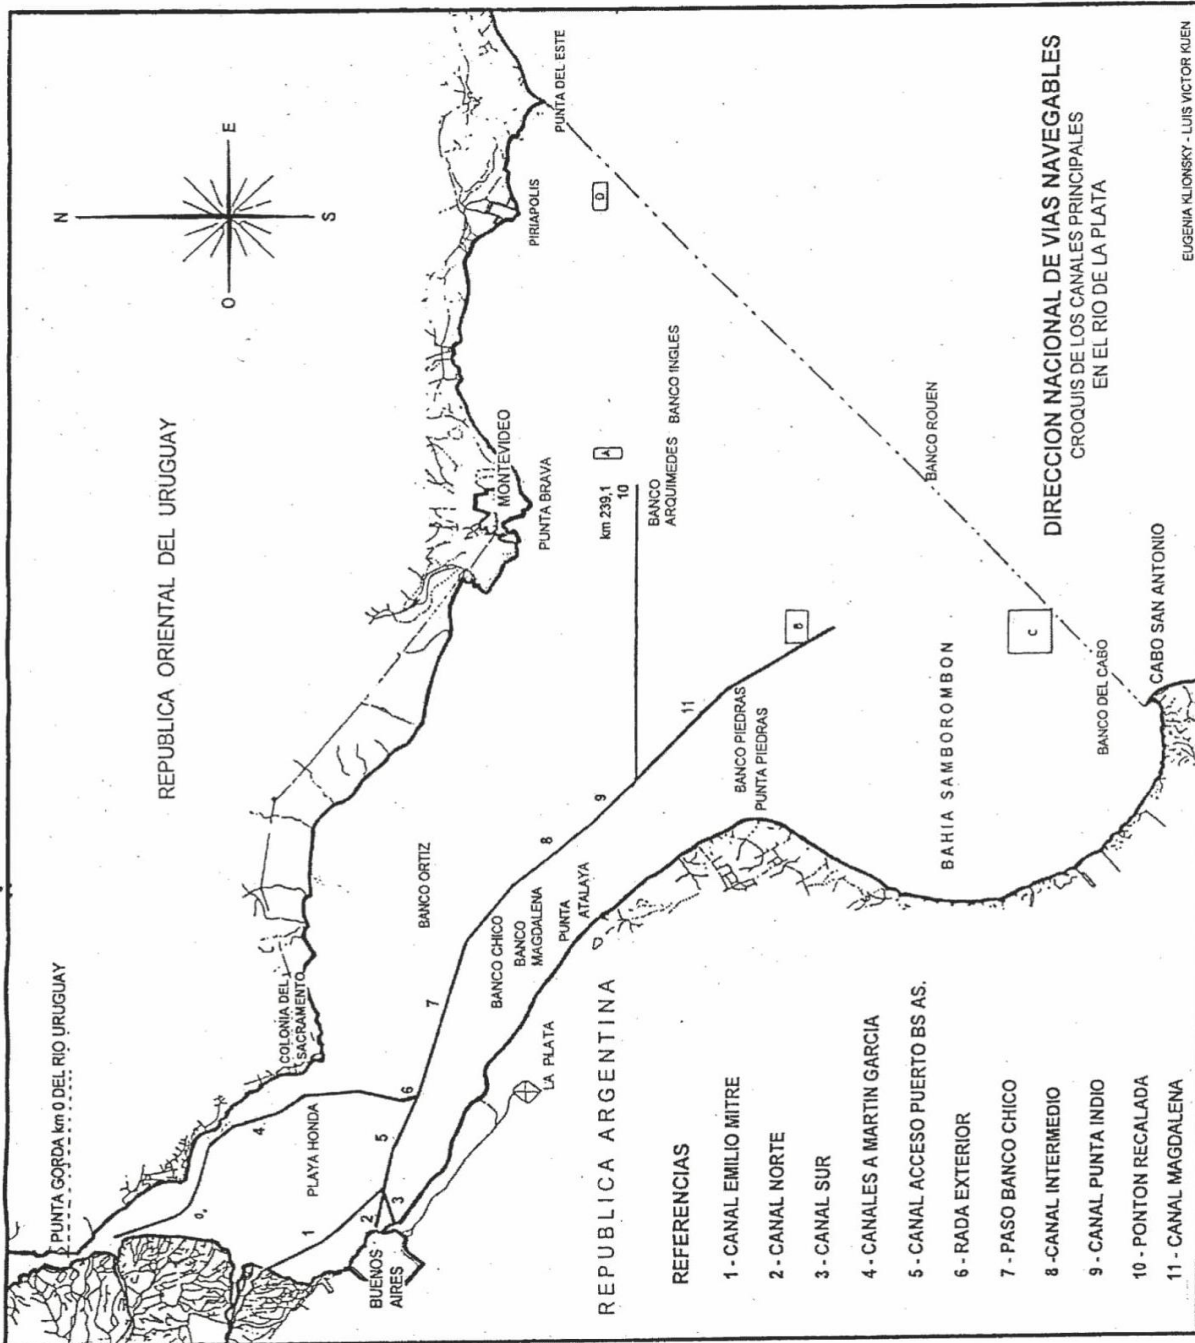 N
O
E
S
REPUBLICA ORIENTAL DEL URUGUAY
PUNTA GORDA km 0 DEL RIO URUGUAY
COLONIA DEL
SACRAMENTO
MONTEVIDEO
PUNTA BRAVA
PIRIAPOLIS
PUNTA DEL ESTE
D
BANCO ORTIZ
PLAYA HONDA
km 239,1
10
A
BANCO
ARQUIMEDES
BANCO INGLES
1
2
3
4
5
6
7
8
9
11
BUENOS
AIRES
LA PLATA
BANCO CHICO
BANCO
MAGDALENA
PUNTA
ATALAYA
BANCO PIEDRAS
PUNTA PIEDRAS
B
BAHIA SAMBOROMBON
BANCO ROUEN
C
BANCO DEL CABO
CABO SAN ANTONIO
REPUBLICA ARGENTINA
REFERENCIAS
1 - CANAL EMILIO MITRE
2 - CANAL NORTE
3 - CANAL SUR
4 - CANALES A MARTIN GARCIA
5 - CANAL ACCESO PUERTO BS AS.
6 - RADA EXTERIOR
7 - PASO BANCO CHICO
8 -CANAL INTERMEDIO
9 - CANAL PUNTA INDIO
10 - PONTON RECALADA
11 - CANAL MAGDALENA
DIRECCION NACIONAL DE VIAS NAVEGABLES
CROQUIS DE LOS CANALES PRINCIPALES
EN EL RIO DE LA PLATA
EUGENIA KLIONSKY - LUIS VICTOR KUEN